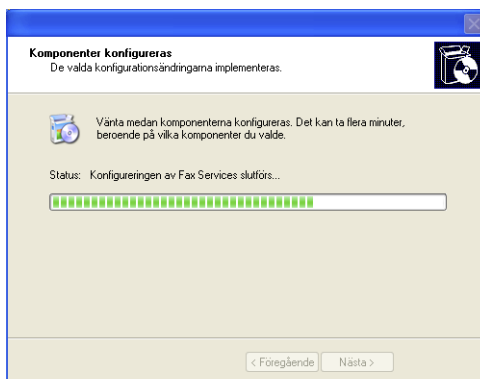 Komponenter konfigureras
De valda konfigurationsändringarna implementeras.
Vänta medan komponenterna konfigureras. Det kan ta flera minuter,
beroende på vilka komponenter du valde.
Status: Konfigureringen av Fax Services slutförs...
< Föregående Nästa >